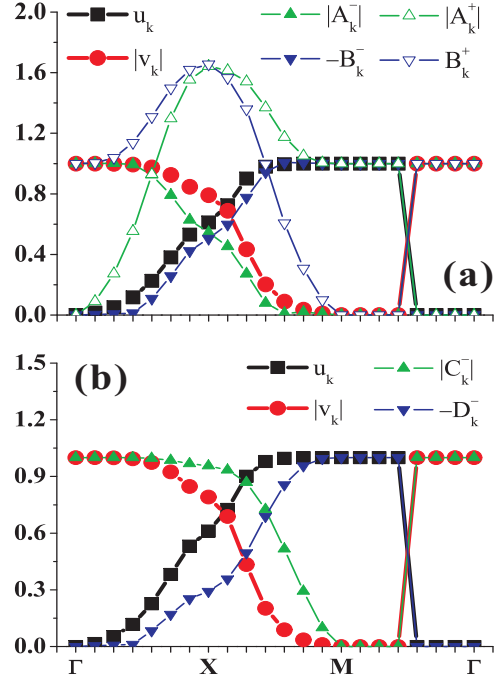 u_k |A_k^-| |A_k^+|
|v_k| −B_k^- B_k^+
2.0
1.6
1.2
0.8
0.4
0.0
(a)
(b)
u_k |C_k^-|
|v_k| −D_k^-
1.5
1.2
0.9
0.6
0.3
0.0
Γ X M Γ